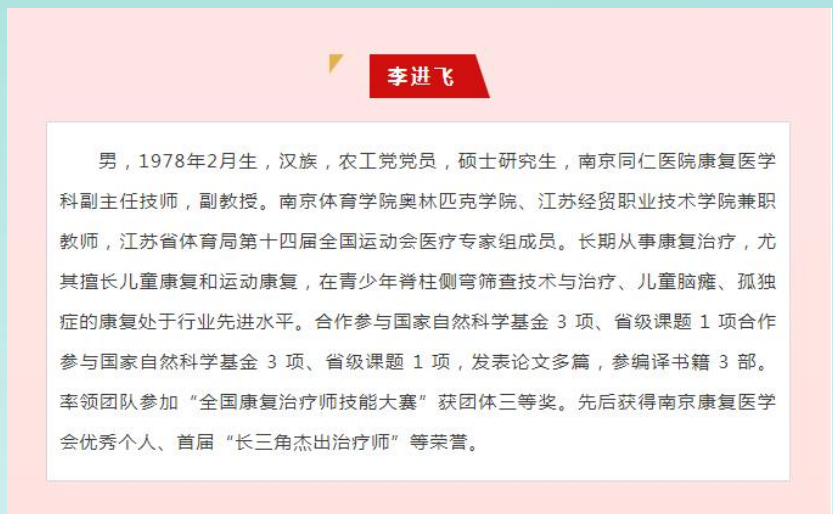 李进飞
男，1978年2月生，汉族，农工党党员，硕士研究生，南京同仁医院康复医学
科副主任技师，副教授。南京体育学院奥林匹克学院、江苏经贸职业技术学院兼职
教师，江苏省体育局第十四届全国运动会医疗专家组成员。长期从事康复治疗，尤
其擅长儿童康复和运动康复，在青少年脊柱侧弯筛查技术与治疗、儿童脑瘫、孤独
症的康复处于行业先进水平。合作参与国家自然科学基金 3 项、省级课题 1 项合作
参与国家自然科学基金 3 项、省级课题 1 项，发表论文多篇，参编译书籍 3 部。
率领团队参加“全国康复治疗师技能大赛”获团体三等奖。先后获得南京康复医学
会优秀个人、首届“长三角杰出治疗师”等荣誉。